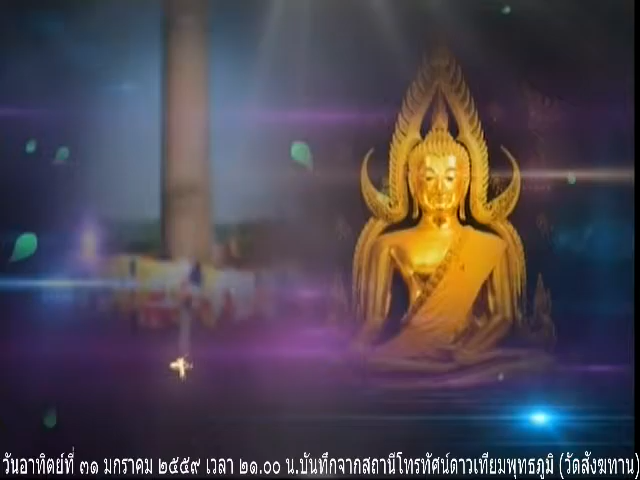 วันอาทิตย์ที่ ๓๑ มกราคม ๒๕๕๙ เวลา ๒๑.๐๐ น.บันทึกจากสถานีโทรทัศน์ดาวเทียมพุทธภูมิ (วัดสังฆทาน)